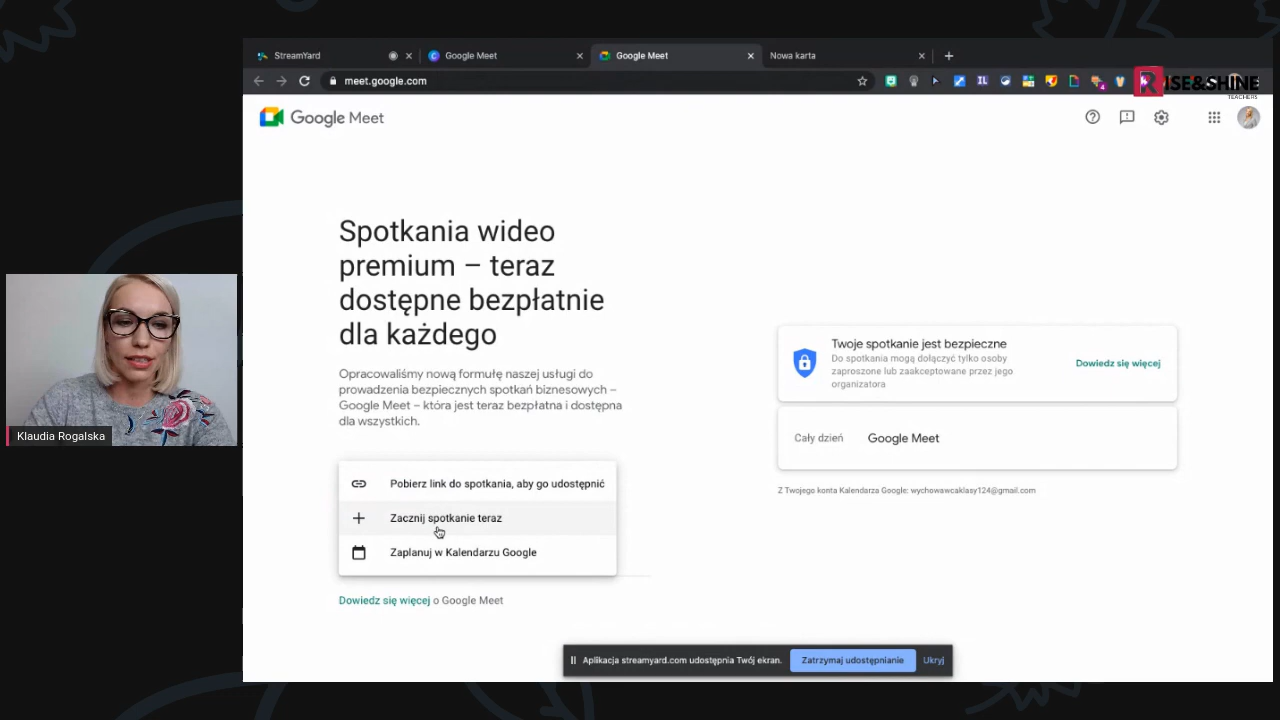 StreamYard
Google Meet
Google Meet
Nowa karta
meet.google.com
RISE&SHINE
TEACHERS
Google Meet
Spotkania wideo
premium – teraz
dostępne bezpłatnie
dla każdego
Opracowaliśmy nową formułę naszej usługi do
prowadzenia bezpiecznych spotkań biznesowych –
Google Meet – która jest teraz bezpłatna i dostępna
dla wszystkich.
Pobierz link do spotkania, aby go udostępnić
Zacznij spotkanie teraz
Zaplanuj w Kalendarzu Google
Dowiedz się więcej o Google Meet
Twoje spotkanie jest bezpieczne
Do spotkania mogą dołączyć tylko osoby
zaproszone lub zaakceptowane przez jego
organizatora
Dowiedz się więcej
Cały dzień Google Meet
Z Twojego konta Kalendarza Google: wychowawcaklasy124@gmail.com
Klaudia Rogalska
Aplikacja streamyard.com udostępnia Twój ekran.
Zatrzymaj udostępnianie
Ukryj